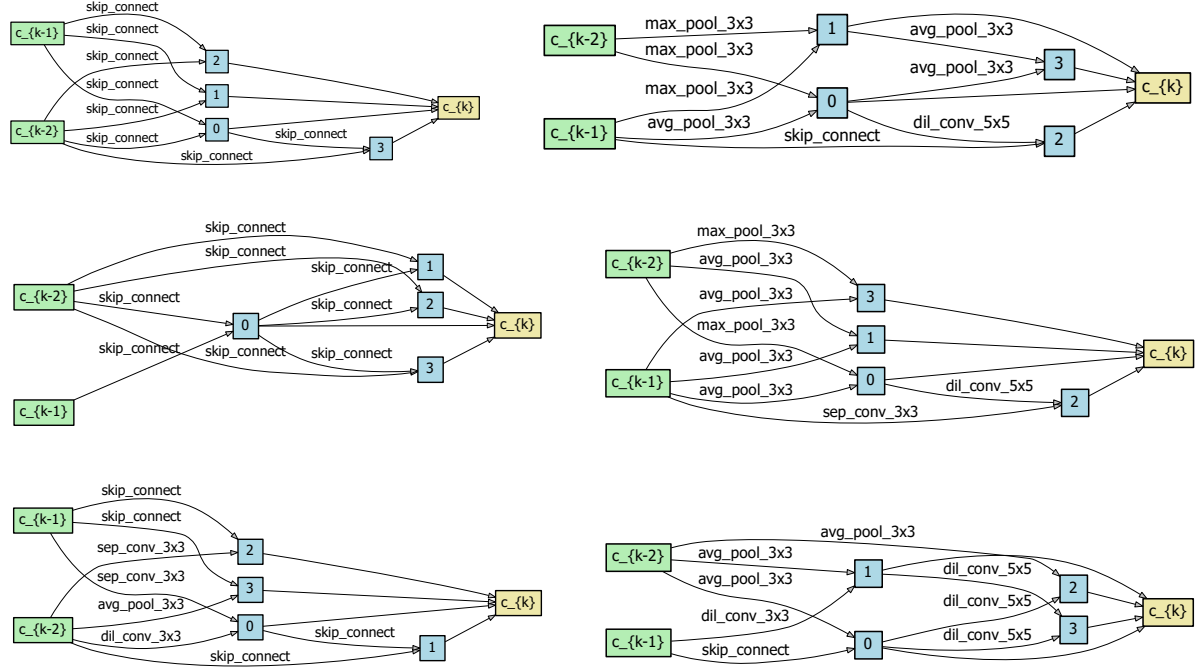 skip_connect
c_{k-1}
skip_connect
2
skip_connect
skip_connect
1
skip_connect
c_{k}
c_{k-2}
skip_connect
0
skip_connect
3
skip_connect
c_{k-2}
max_pool_3x3
1
avg_pool_3x3
max_pool_3x3
3
avg_pool_3x3
c_{k}
max_pool_3x3
0
c_{k-1}
avg_pool_3x3
dil_conv_5x5
skip_connect
2
skip_connect
skip_connect
1
skip_connect
c_{k-2}
skip_connect
skip_connect
2
0
c_{k}
skip_connect
skip_connect
skip_connect
3
c_{k-1}
max_pool_3x3
c_{k-2}
avg_pool_3x3
avg_pool_3x3
3
max_pool_3x3
1
c_{k}
avg_pool_3x3
c_{k-1}
0
avg_pool_3x3
dil_conv_5x5
2
sep_conv_3x3
skip_connect
c_{k-1}
skip_connect
sep_conv_3x3
2
sep_conv_3x3
3
avg_pool_3x3
c_{k}
c_{k-2}
dil_conv_3x3
0
skip_connect
1
skip_connect
avg_pool_3x3
c_{k-2}
avg_pool_3x3
1
dil_conv_5x5
avg_pool_3x3
2
dil_conv_5x5
c_{k}
dil_conv_3x3
3
c_{k-1}
skip_connect
0
dil_conv_5x5